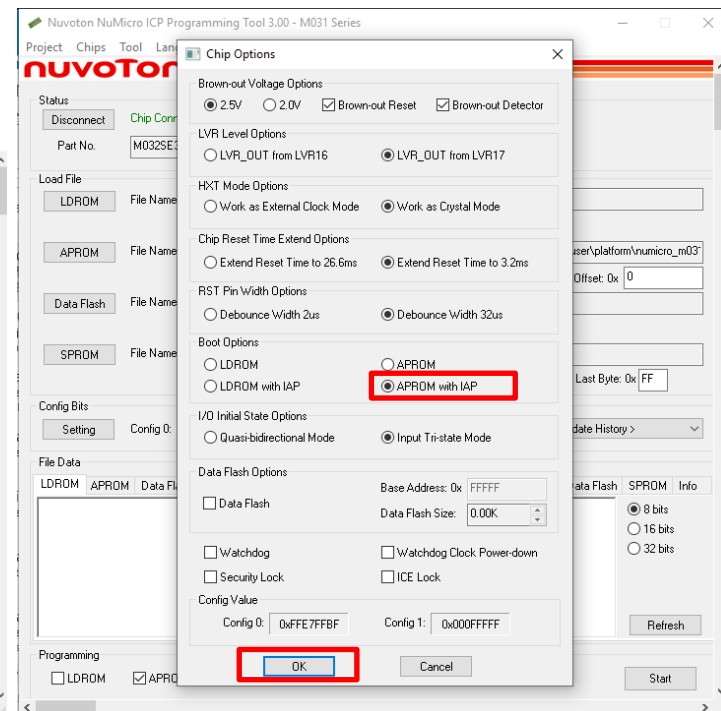 Nuvoton NuMicro ICP Programming Tool 3.00 - M031 Series
Project Chips Tool
nuvoTon
Status
Disconnect
Part No.
Load File
LDROM File Name
APROM File Name
user\platform\numicro_m03
Offset: 0x 0
Data Flash File Name
SPROM File Name
Last Byte: 0x FF
Config Bits
Setting Config 0:
File Data
LDROM APROM
Data Flash SPROM Info
8 bits
16 bits
32 bits
Refresh
Programming
LDROM
Start
Chip Options
Brown-out Voltage Options
2.5V 2.0V Brown-out Reset Brown-out Detector
LVR Level Options
LVR_OUT from LVR16 LVR_OUT from LVR17
HXT Mode Options
Work as External Clock Mode Work as Crystal Mode
Chip Reset Time Extend Options
Extend Reset Time to 26.6ms Extend Reset Time to 3.2ms
RST Pin Width Options
Debounce Width 2us Debounce Width 32us
Boot Options
LDROM APROM
LDROM with IAP APROM with IAP
I/O Initial State Options
Quasi-bidirectional Mode Input Tri-state Mode
Data Flash Options
Data Flash
Base Address: 0x FFFFF
Data Flash Size: 0.00K
Watchdog Watchdog Clock Power-down
Security Lock ICE Lock
Config Value
Config 0: 0xFFE7FFBF Config 1: 0x000FFFFF
OK Cancel